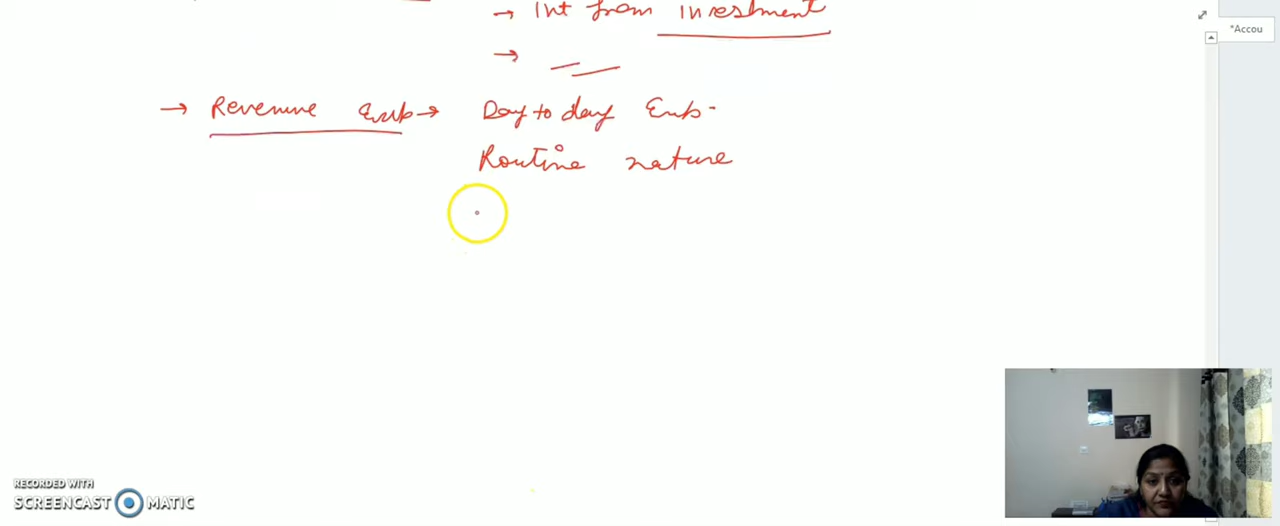 → Int from Investment
→
→ Revenue Exp → Day to day Exp.
Routine nature
*Accou
RECORDED WITH
SCREENCAST MATIC